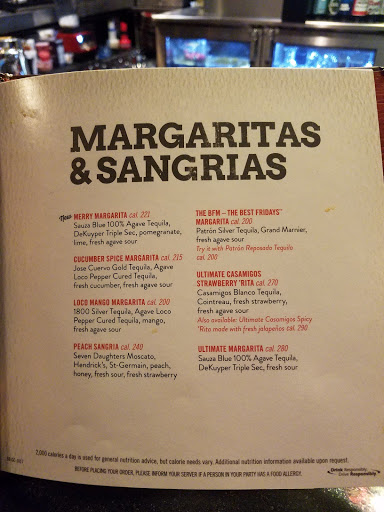 MARGARITAS
& SANGRIAS
New MERRY MARGARITA cal. 221
Sauza Blue 100% Agave Tequila,
DeKuyper Triple Sec, pomegranate,
lime, fresh agave sour
CUCUMBER SPICE MARGARITA cal. 215
Jose Cuervo Gold Tequila, Agave
Loco Pepper Cured Tequila,
fresh cucumber, fresh agave sour
LOCO MANGO MARGARITA cal. 200
1800 Silver Tequila, Agave Loco
Pepper Cured Tequila, mango,
fresh agave sour
PEACH SANGRIA cal. 240
Seven Daughters Moscato,
Hendrick's, St-Germain, peach,
honey, fresh sour, fresh strawberry
THE BFM – THE BEST FRIDAYS™
MARGARITA cal. 200
Patrón Silver Tequila, Grand Marnier,
fresh agave sour
Try it with Patrón Reposado Tequila
cal. 200
ULTIMATE CASAMIGOS
STRAWBERRY 'RITA cal. 270
Casamigos Blanco Tequila,
Cointreau, fresh strawberry,
fresh agave sour
Also available: Ultimate Casamigos Spicy
'Rita made with fresh jalapeños cal. 290
ULTIMATE MARGARITA cal. 280
Sauza Blue 100% Agave Tequila,
DeKuyper Triple Sec, fresh sour
2,000 calories a day is used for general nutrition advice, but calorie needs vary. Additional nutrition information available upon request.
BEFORE PLACING YOUR ORDER, PLEASE INFORM YOUR SERVER IF A PERSON IN YOUR PARTY HAS A FOOD ALLERGY.
Drink Responsibly.
Drive Responsibly.